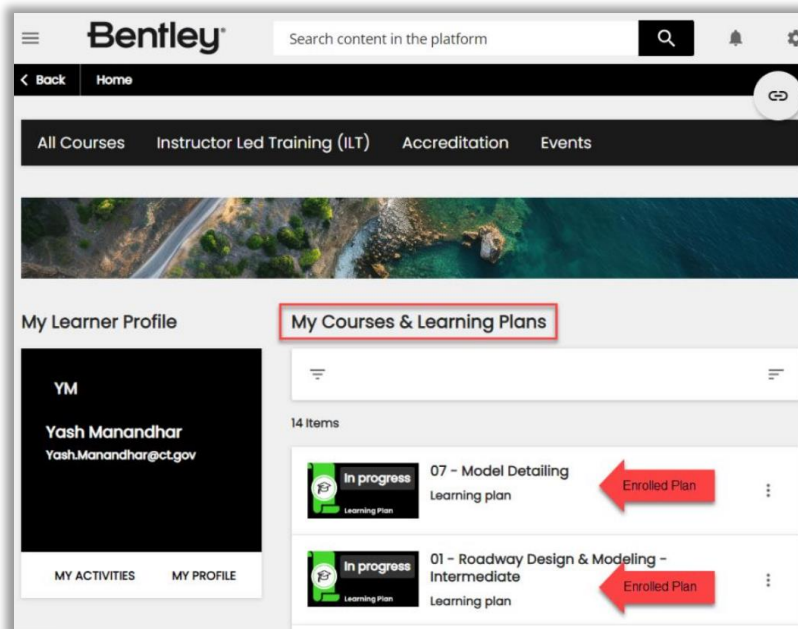 Bentley
Search content in the platform
Back Home
All Courses Instructor Led Training (ILT) Accreditation Events
My Learner Profile
My Courses & Learning Plans
YM
Yash Manandhar
Yash.Manandhar@ct.gov
MY ACTIVITIES MY PROFILE
14 Items
In progress
Learning Plan
07 - Model Detailing
Learning plan
Enrolled Plan
In progress
Learning Plan
01 - Roadway Design & Modeling -
Intermediate
Learning plan
Enrolled Plan